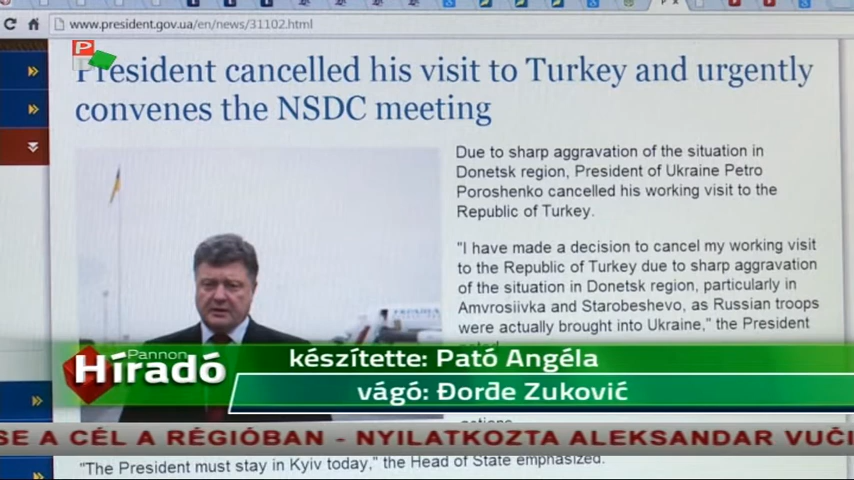 www.president.gov.ua/en/news/31102.html
P
President cancelled his visit to Turkey and urgently
convenes the NSDC meeting
Due to sharp aggravation of the situation in
Donetsk region, President of Ukraine Petro
Poroshenko cancelled his working visit to the
Republic of Turkey.
"I have made a decision to cancel my working visit
to the Republic of Turkey due to sharp aggravation
of the situation in Donetsk region, particularly in
Amvrosiivka and Starobeshevo, as Russian troops
were actually brought into Ukraine," the President
УКРАЇНА
Pannon
Híradó
készítette: Pató Angéla
vágó: Đorđe Zuković
SE A CÉL A RÉGIÓBAN - NYILATKOZTA ALEKSANDAR VUČI
"The President must stay in Kyiv today," the Head of State emphasized.